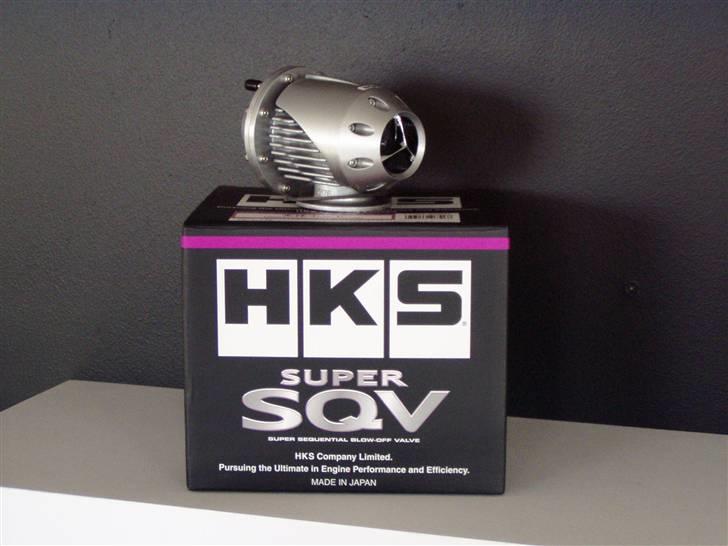 HKS
SUPER
SQV
SUPER SEQUENTIAL BLOW-OFF VALVE
HKS Company Limited.
Pursuing the Ultimate in Engine Performance and Efficiency.
MADE IN JAPAN